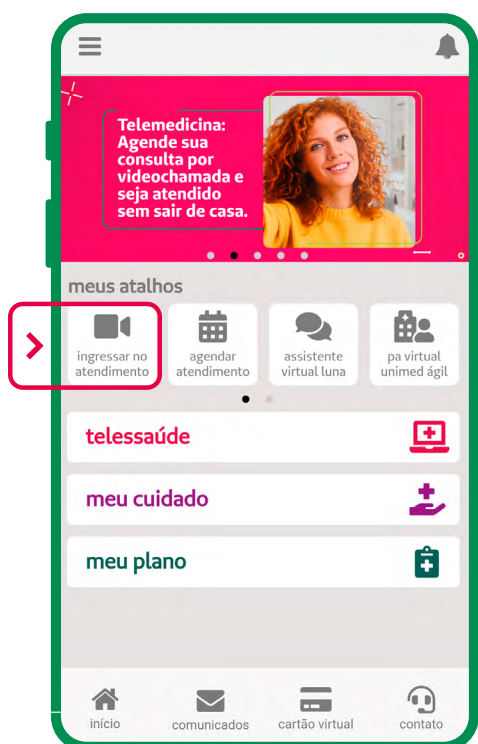 Telemedicina:
Agende sua
consulta por
videochamada e
seja atendido
sem sair de casa.
meus atalhos
ingressar no
atendimento
agendar
atendimento
assistente
virtual luna
pa virtual
unimed ágil
telessaúde
meu cuidado
meu plano
início
comunicados
cartão virtual
contato